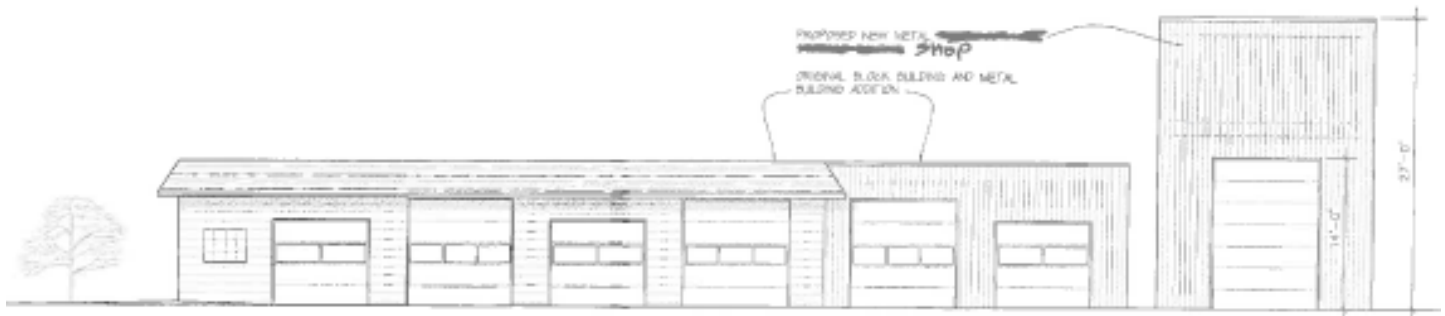 PROPOSED NEW METAL
Shop
ORIGINAL BLOCK BUILDING AND METAL
BUILDING ADDITION
14'-0"
27'-0"